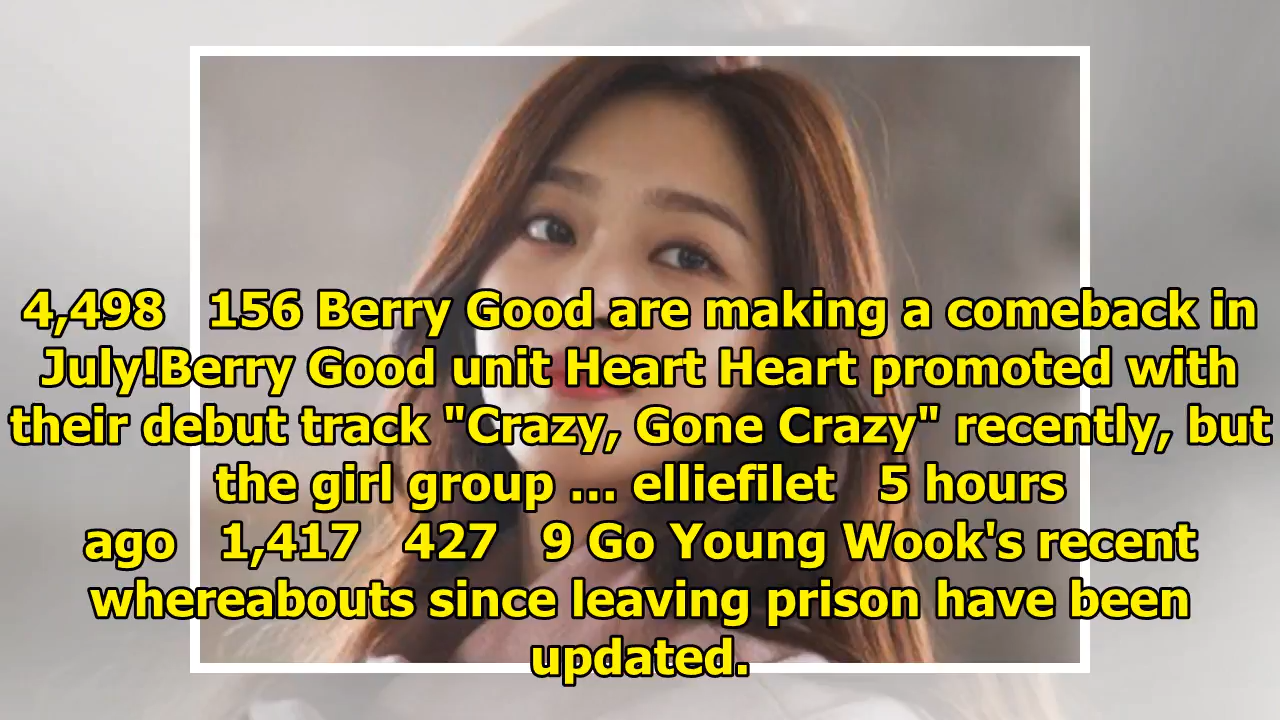 4,498   156 Berry Good are making a comeback in
July!Berry Good unit Heart Heart promoted with
their debut track "Crazy, Gone Crazy" recently, but
the girl group ... elliefilet   5 hours
ago   1,417   427   9 Go Young Wook's recent
whereabouts since leaving prison have been
updated.